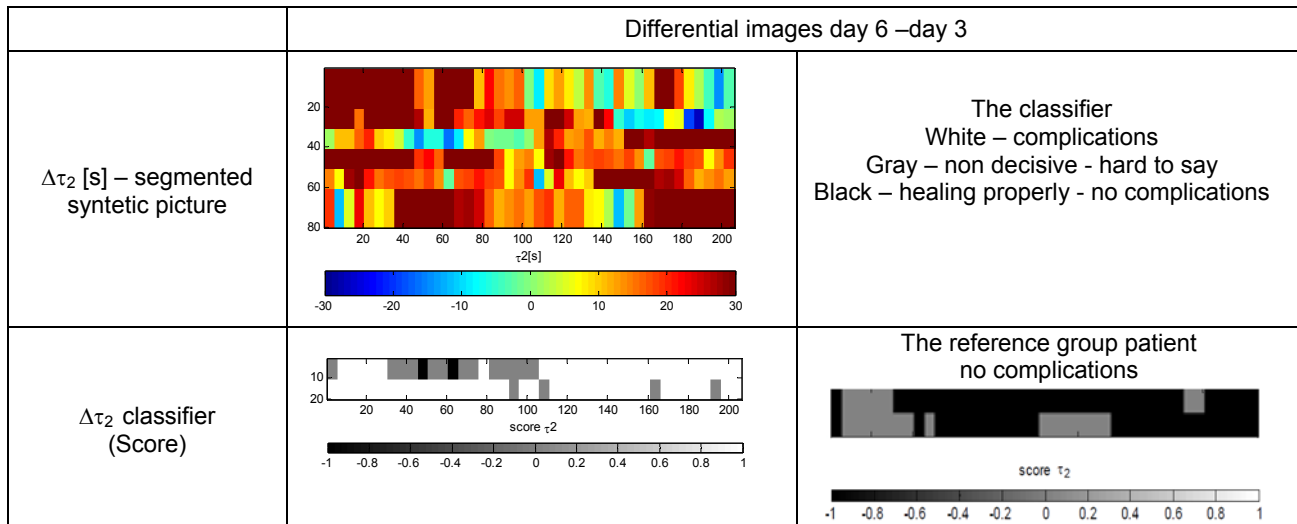 Differential images day 6 –day 3
Δτ2 [s] – segmented
syntetic picture
20
40
60
80
20 40 60 80 100 120 140 160 180 200
τ2[s]
-30 -20 -10 0 10 20 30
The classifier
White – complications
Gray – non decisive - hard to say
Black – healing properly - no complications
Δτ2 classifier
(Score)
10
20
20 40 60 80 100 120 140 160 180 200
score τ2
-1 -0.8 -0.6 -0.4 -0.2 0 0.2 0.4 0.6 0.8 1
The reference group patient
no complications
score τ2
-1 -0.8 -0.6 -0.4 -0.2 0 0.2 0.4 0.6 0.8 1